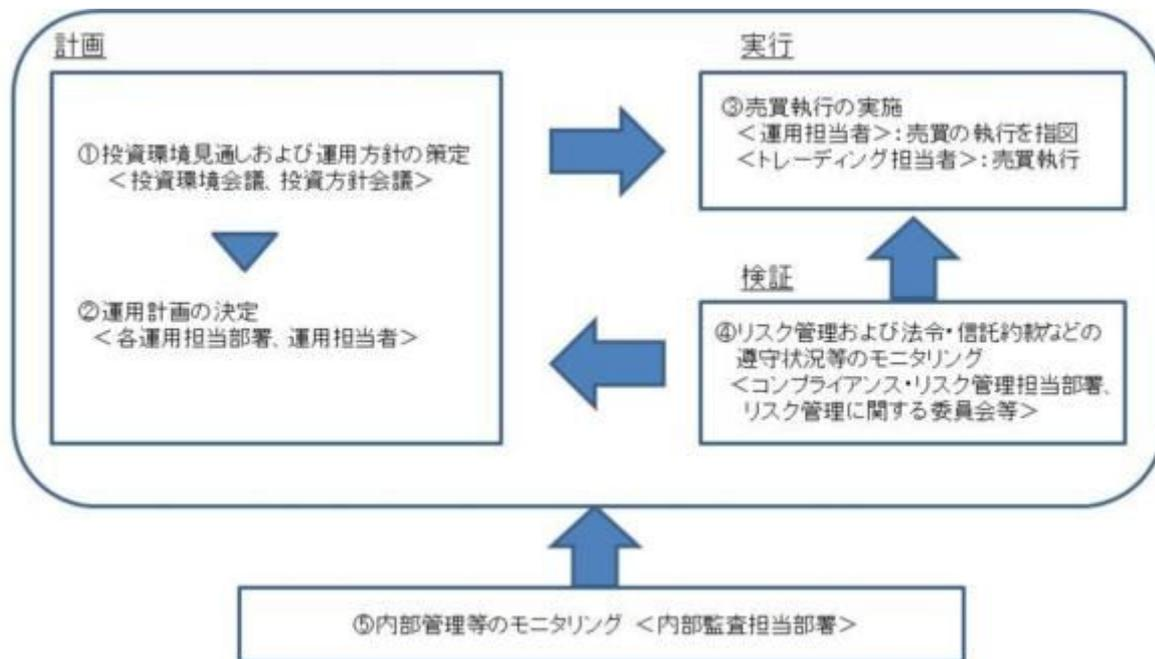 計画
①投資環境見通しおよび運用方針の策定
＜投資環境会議、投資方針会議＞
②運用計画の決定
＜各運用担当部署、運用担当者＞
実行
③売買執行の実施
＜運用担当者＞：売買の執行を指図
＜トレーディング担当者＞：売買執行
検証
④リスク管理および法令・信託約款などの
遵守状況等のモニタリング
＜コンプライアンス・リスク管理担当部署、
リスク管理に関する委員会等＞
⑤内部管理等のモニタリング ＜内部監査担当部署＞